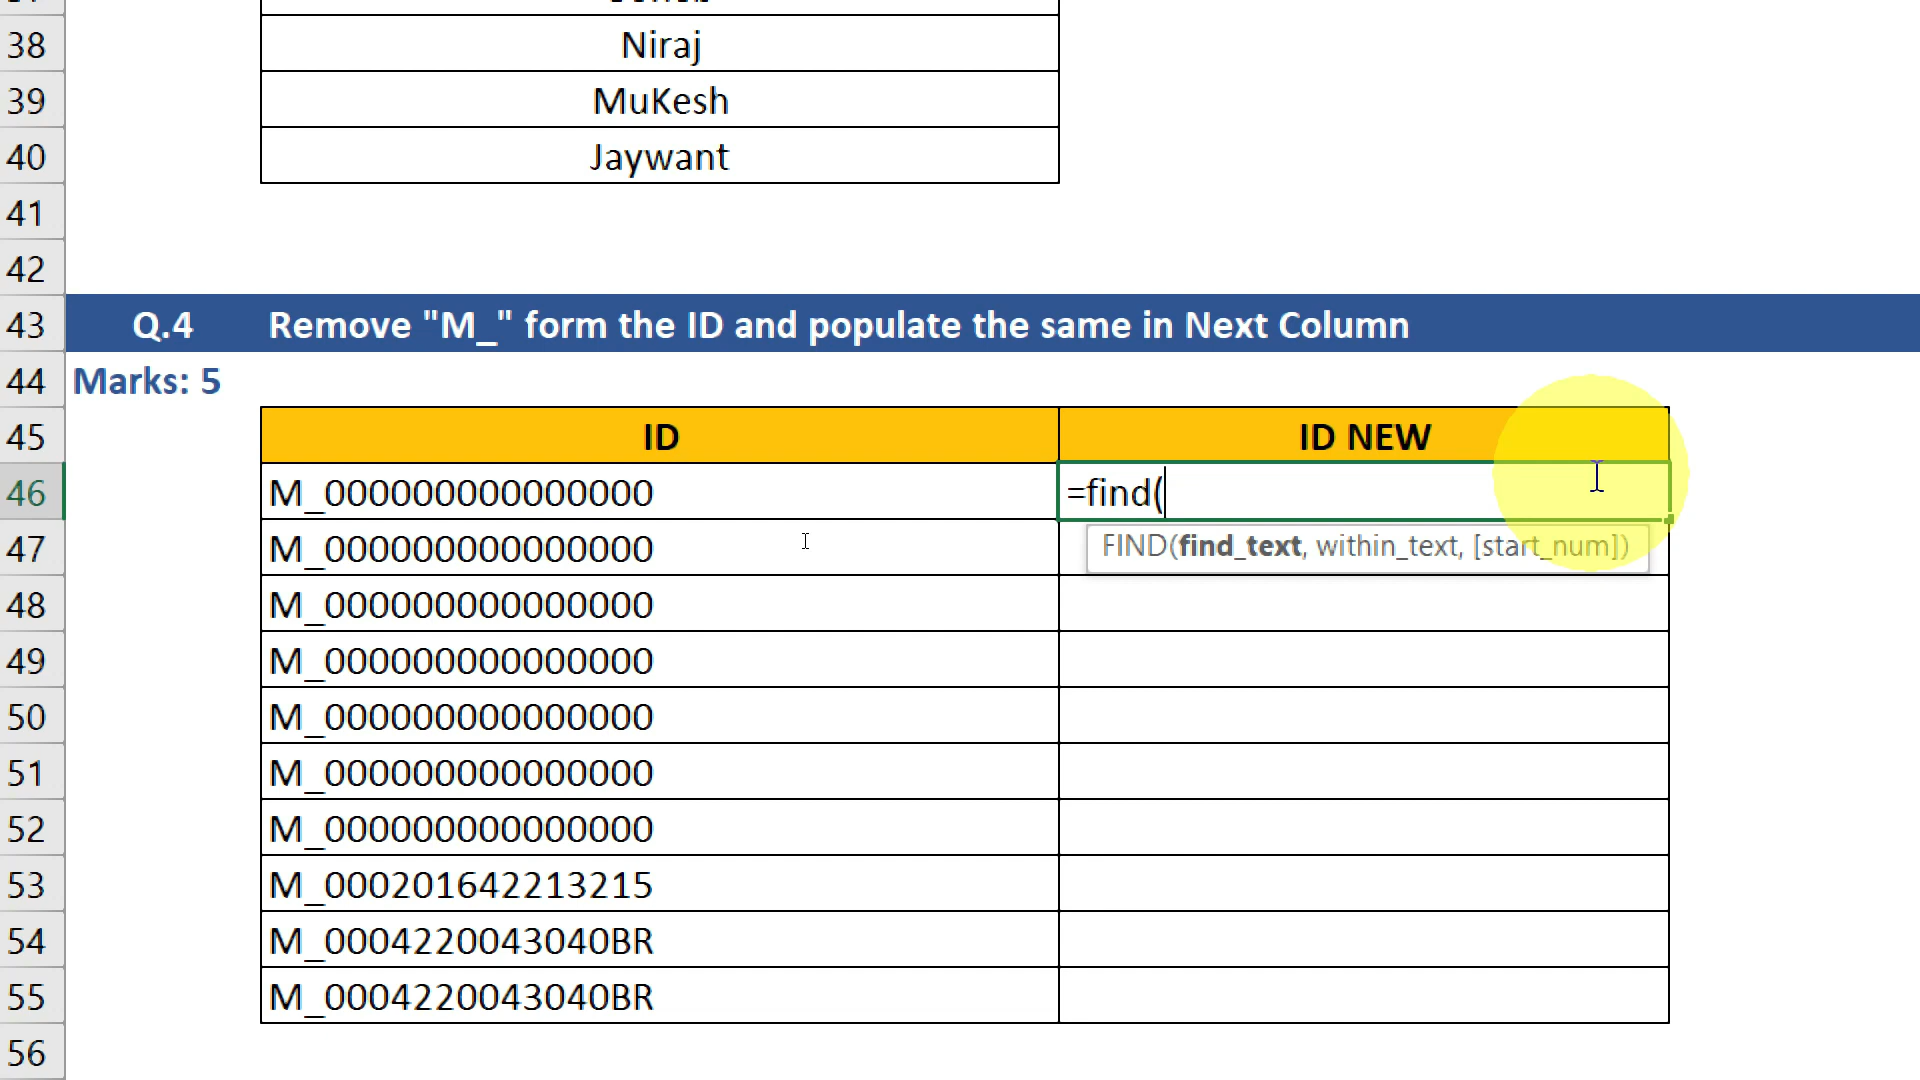 38 Niraj
39 MuKesh
40 Jaywant
41
42
43 Q.4 Remove "M_" form the ID and populate the same in Next Column
44 Marks: 5
45 ID ID NEW
46 M_000000000000000 =find(
47 M_000000000000000 FIND(find_text, within_text, [start_num])
48 M_000000000000000
49 M_000000000000000
50 M_000000000000000
51 M_000000000000000
52 M_000000000000000
53 M_000201642213215
54 M_0004220043040BR
55 M_0004220043040BR
56